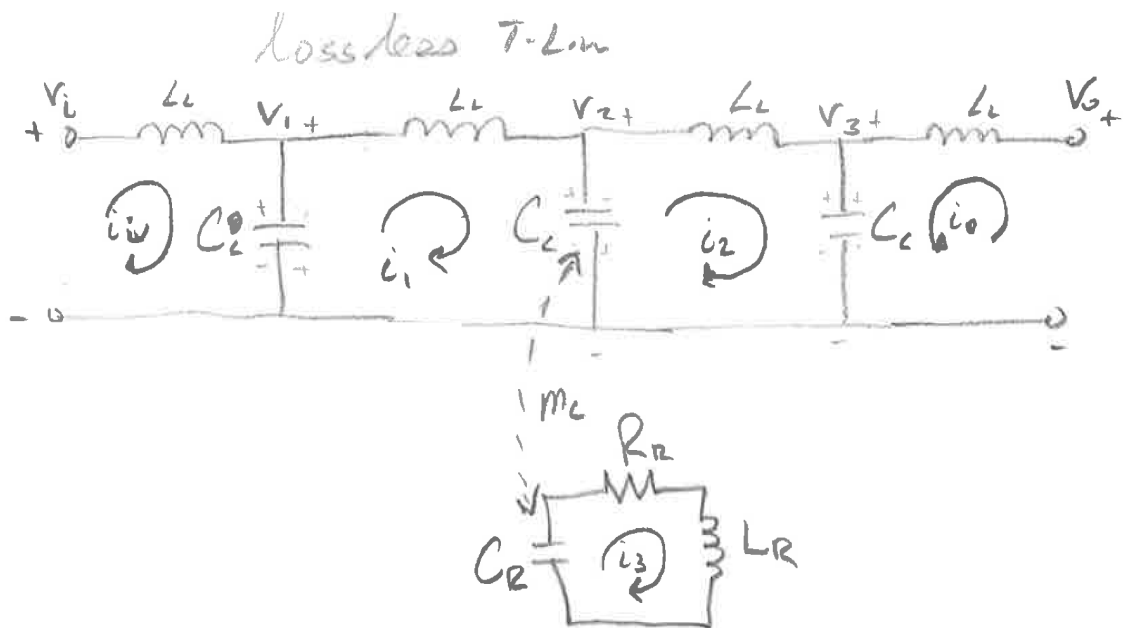 lossless T-Line
Vi LL V1 + LL V2 + LL V3 + LL Vo +
+
iin CL i1 CL i2 CL io
-
mc
RR
CR i3 LR